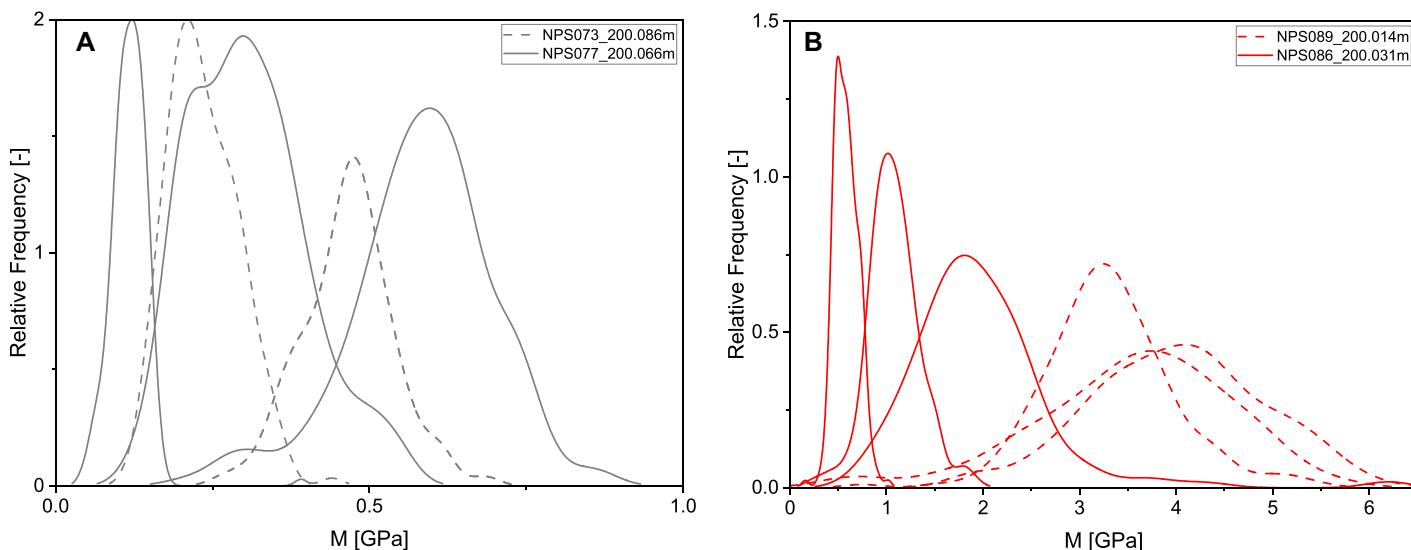 A
NPS073_200.086m
NPS077_200.066m
2
1
0
0.0
0.5
1.0
Relative Frequency [-]
M [GPa]
B
NPS089_200.014m
NPS086_200.031m
1.5
1.0
0.5
0.0
0
1
2
3
4
5
6
Relative Frequency [-]
M [GPa]